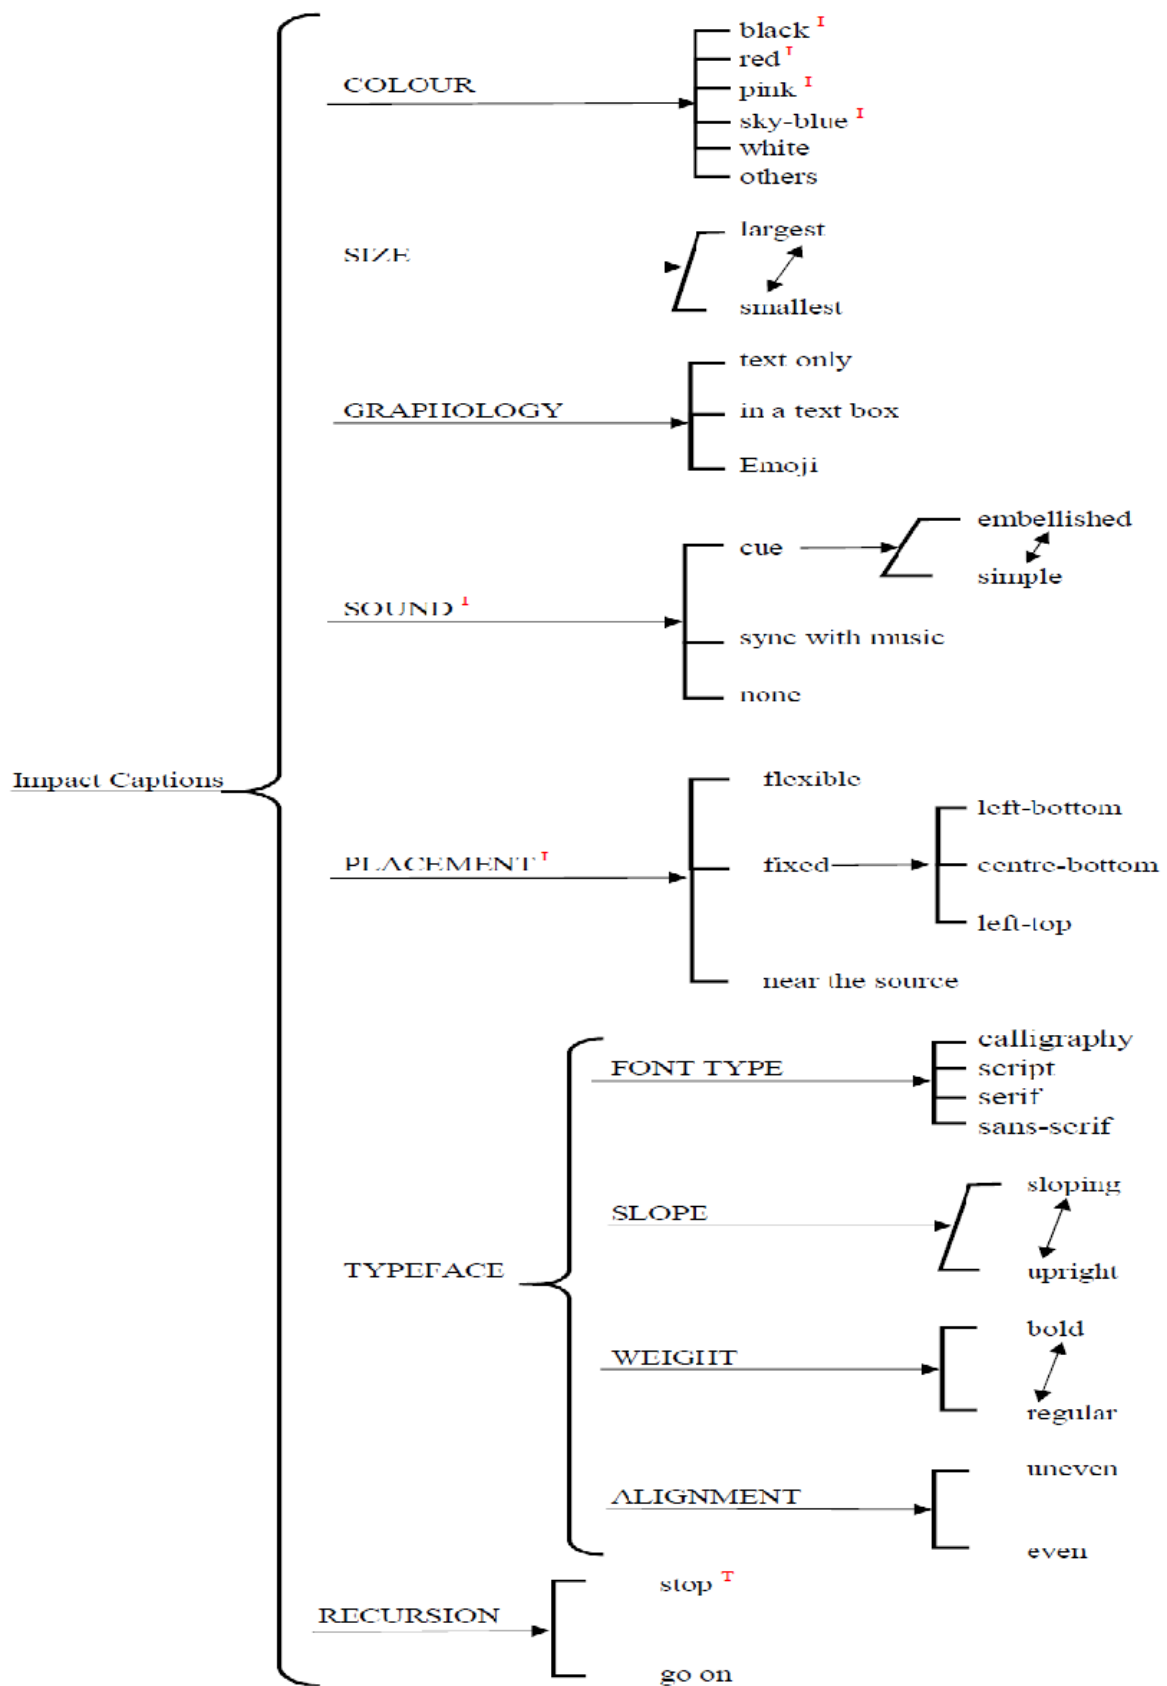 black I
red T
pink I
COLOUR
sky-blue I
white
others
largest
SIZE
smallest
text only
GRAPHOLOGY
in a text box
Emoji
embellished
cue
simple
SOUND I
sync with music
none
Impact Captions
flexible
left-bottom
PLACEMENT T
fixed
centre-bottom
left-top
near the source
calligraphy
FONT TYPE
script
serif
sans-serif
sloping
SLOPE
TYPEFACE
upright
bold
WEIGHT
regular
uneven
ALIGNMENT
even
stop T
RECURSION
go on